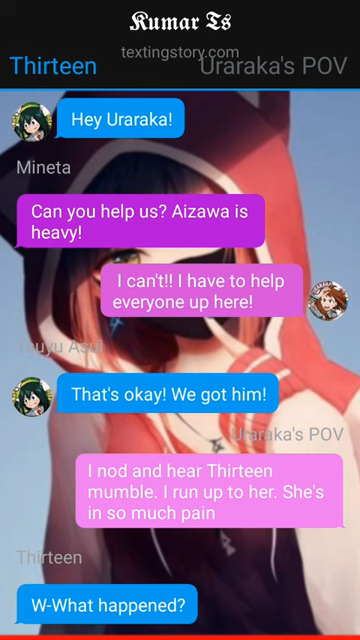 Kumar Ts
textingstory.com
Thirteen
Uraraka's POV
Hey Uraraka!
Mineta
Can you help us? Aizawa is
heavy!
I can't!! I have to help
everyone up here!
Tsuyu Asui
That's okay! We got him!
Uraraka's POV
I nod and hear Thirteen
mumble. I run up to her. She's
in so much pain
Thirteen
W-What happened?